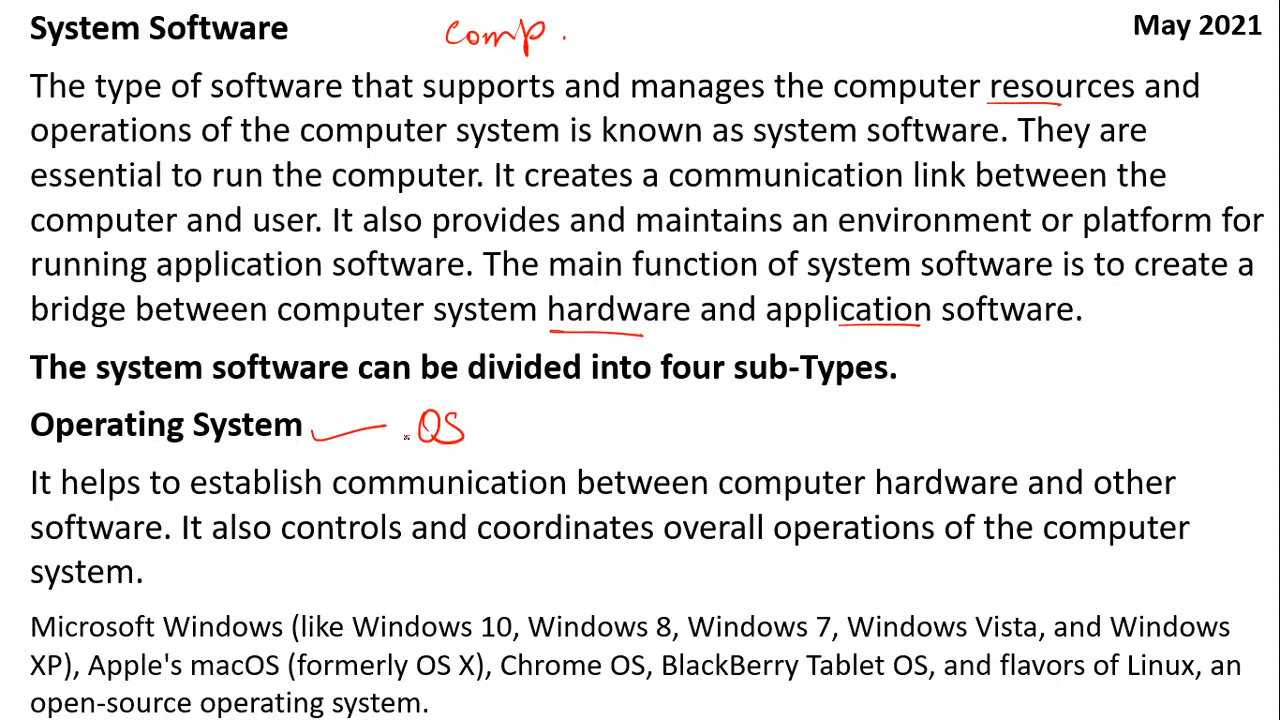 System Software comp. May 2021
The type of software that supports and manages the computer resources and
operations of the computer system is known as system software. They are
essential to run the computer. It creates a communication link between the
computer and user. It also provides and maintains an environment or platform for
running application software. The main function of system software is to create a
bridge between computer system hardware and application software.
The system software can be divided into four sub-Types.
Operating System OS
It helps to establish communication between computer hardware and other
software. It also controls and coordinates overall operations of the computer
system.
Microsoft Windows (like Windows 10, Windows 8, Windows 7, Windows Vista, and Windows
XP), Apple's macOS (formerly OS X), Chrome OS, BlackBerry Tablet OS, and flavors of Linux, an
open-source operating system.